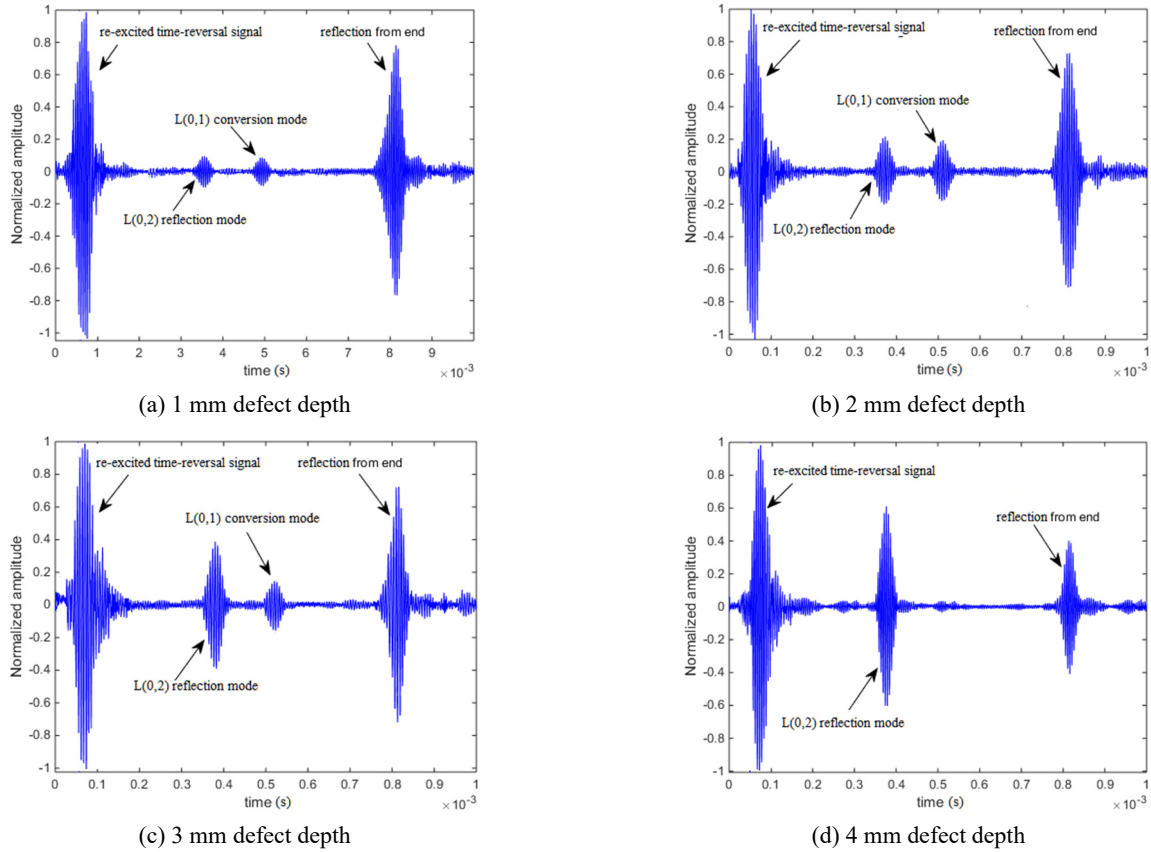 re-excited time-reversal signal
reflection from end
L(0,1) conversion mode
L(0,2) reflection mode
Normalized amplitude
1
0.8
0.6
0.4
0.2
0
-0.2
-0.4
-0.6
-0.8
-1
0 1 2 3 4 5 6 7 8 9
time (s)
×10⁻³
(a) 1 mm defect depth
re-excited time-reversal signal
reflection from end
L(0,1) conversion mode
L(0,2) reflection mode
Normalized amplitude
1
0.8
0.6
0.4
0.2
0
-0.2
-0.4
-0.6
-0.8
-1
0 0.1 0.2 0.3 0.4 0.5 0.6 0.7 0.8 0.9 1
time (s)
×10⁻³
(b) 2 mm defect depth
re-excited time-reversal signal
reflection from end
L(0,1) conversion mode
L(0,2) reflection mode
Normalized amplitude
1
0.8
0.6
0.4
0.2
0
-0.2
-0.4
-0.6
-0.8
-1
0 0.1 0.2 0.3 0.4 0.5 0.6 0.7 0.8 0.9 1
time (s)
×10⁻³
(c) 3 mm defect depth
re-excited time-reversal signal
reflection from end
L(0,2) reflection mode
Normalized amplitude
1
0.8
0.6
0.4
0.2
0
-0.2
-0.4
-0.6
-0.8
-1
0 0.1 0.2 0.3 0.4 0.5 0.6 0.7 0.8 0.9 1
time (s)
×10⁻³
(d) 4 mm defect depth